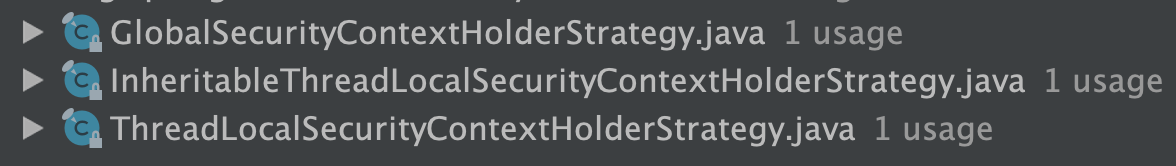 GlobalSecurityContextHolderStrategy.java 1 usage
InheritableThreadLocalSecurityContextHolderStrategy.java 1 usage
ThreadLocalSecurityContextHolderStrategy.java 1 usage